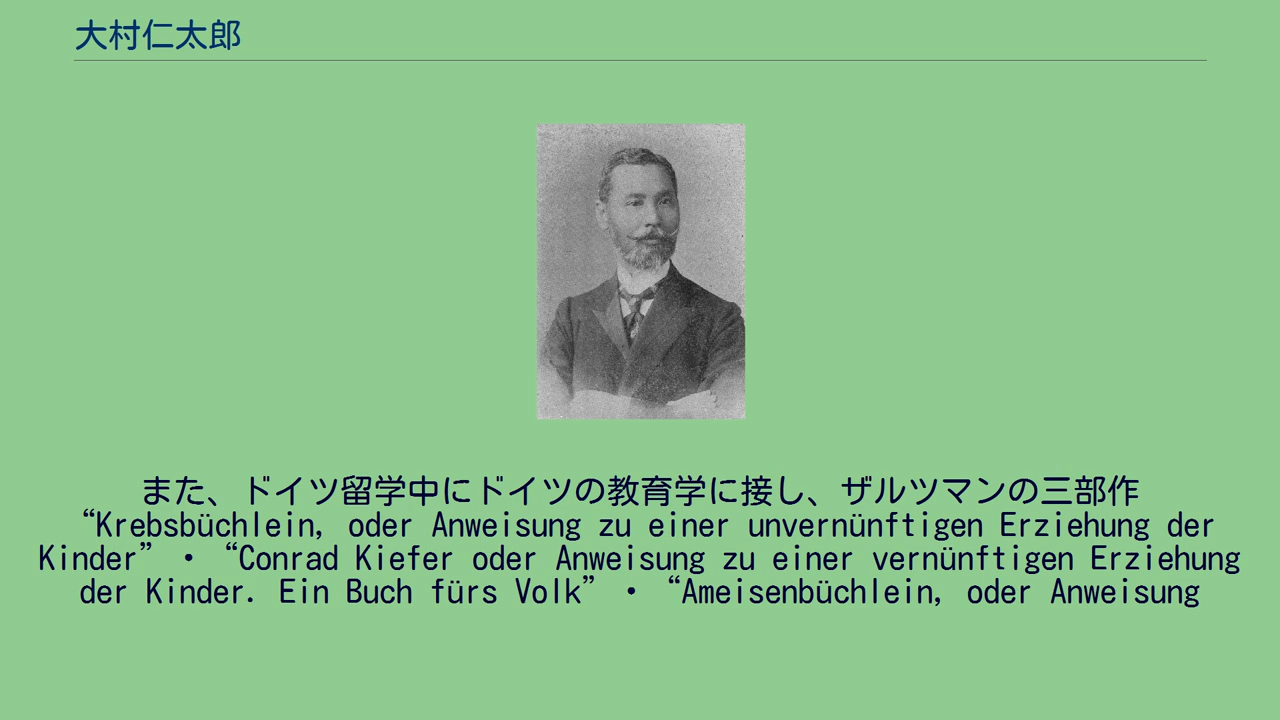 大村仁太郎
また、ドイツ留学中にドイツの教育学に接し、ザルツマンの三部作
“Krebsbüchlein, oder Anweisung zu einer unvernünftigen Erziehung der
Kinder”・“Conrad Kiefer oder Anweisung zu einer vernünftigen Erziehung
der Kinder. Ein Buch fürs Volk”・“Ameisenbüchlein, oder Anweisung